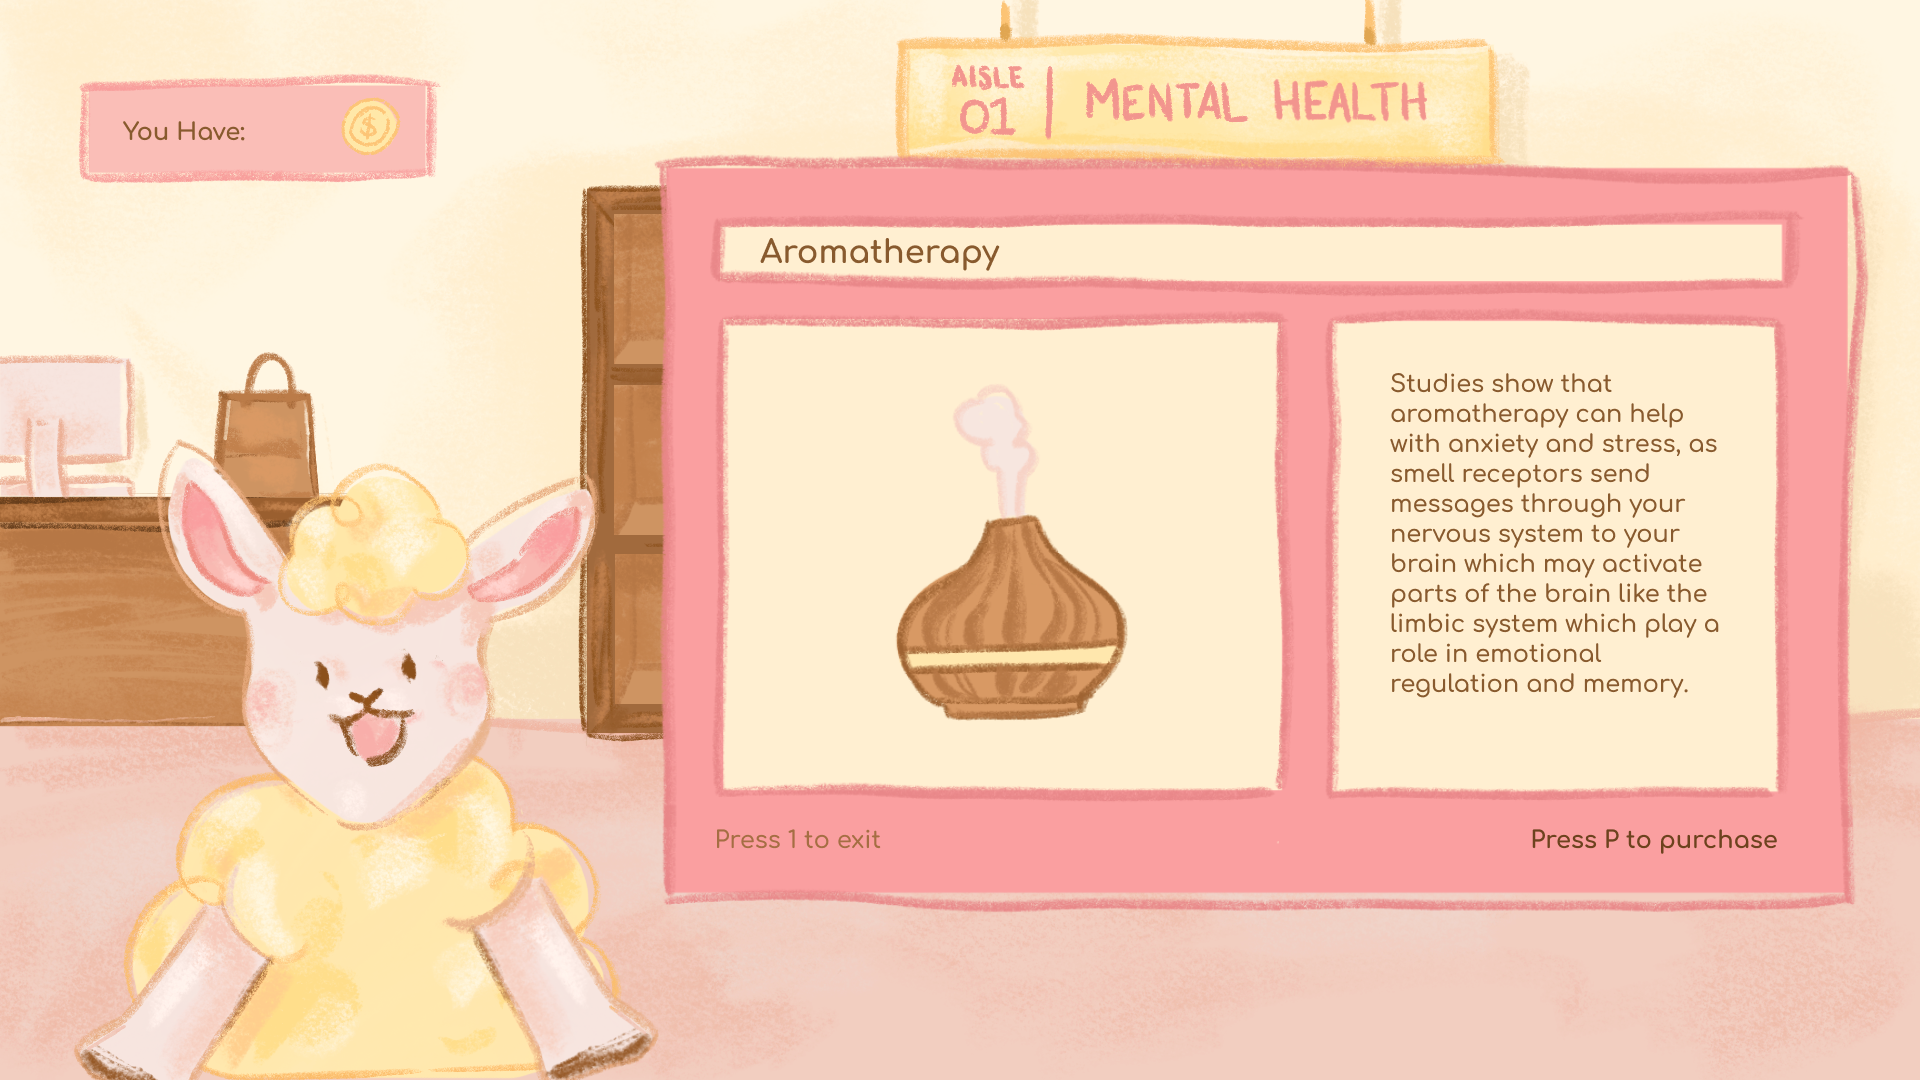 You Have:
$
AISLE
01
MENTAL HEALTH
Aromatherapy
Studies show that
aromatherapy can help
with anxiety and stress, as
smell receptors send
messages through your
nervous system to your
brain which may activate
parts of the brain like the
limbic system which play a
role in emotional
regulation and memory.
Press 1 to exit
Press P to purchase